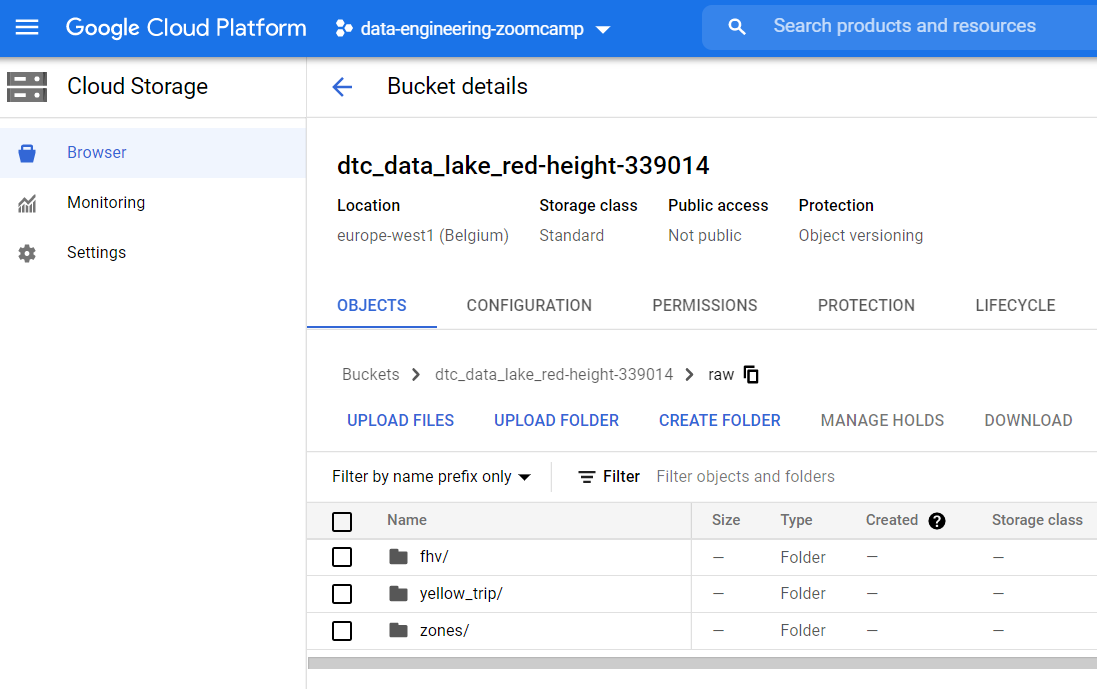 Google Cloud Platform data-engineering-zoomcamp Search products and resources
Cloud Storage
Browser
Monitoring
Settings
Bucket details
dtc_data_lake_red-height-339014
Location Storage class Public access Protection
europe-west1 (Belgium) Standard Not public Object versioning
OBJECTS CONFIGURATION PERMISSIONS PROTECTION LIFECYCLE
Buckets > dtc_data_lake_red-height-339014 > raw
UPLOAD FILES UPLOAD FOLDER CREATE FOLDER MANAGE HOLDS DOWNLOAD
Filter by name prefix only Filter Filter objects and folders
Name Size Type Created ? Storage class
fhv/ — Folder — —
yellow_trip/ — Folder — —
zones/ — Folder — —